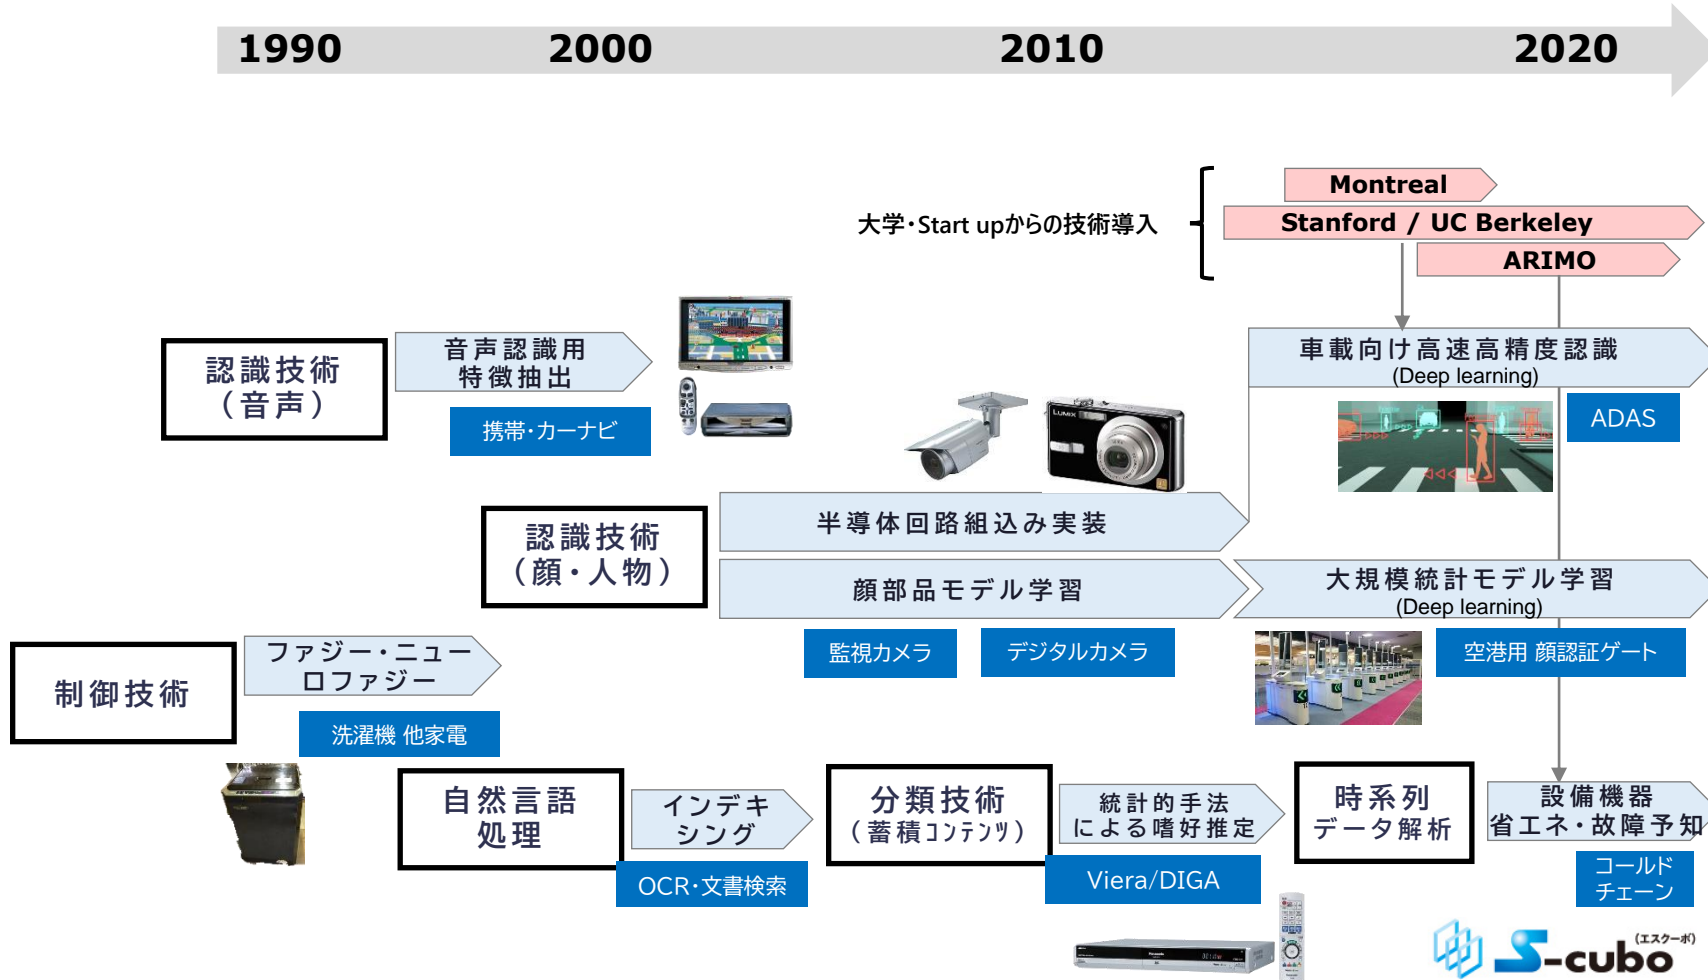 1990
2000
2010
2020
大学・Start upからの技術導入
Montreal
Stanford / UC Berkeley
ARIMO
認識技術
（音声）
音声認識用
特徴抽出
携帯・カーナビ
車載向け高速高精度認識
(Deep learning)
ADAS
LUMIX
認識技術
（顔・人物）
半導体回路組込み実装
顔部品モデル学習
監視カメラ
デジタルカメラ
大規模統計モデル学習
(Deep learning)
空港用 顔認証ゲート
制御技術
ファジー・ニュー
ロファジー
洗濯機 他家電
自然言語
処理
インデキ
シング
OCR・文書検索
分類技術
（蓄積ｺﾝﾃﾝﾂ）
統計的手法
による嗜好推定
Viera/DIGA
時系列
データ解析
設備機器
省エネ・故障予知
コールド
チェーン
S-cubo
（エスクーボ）